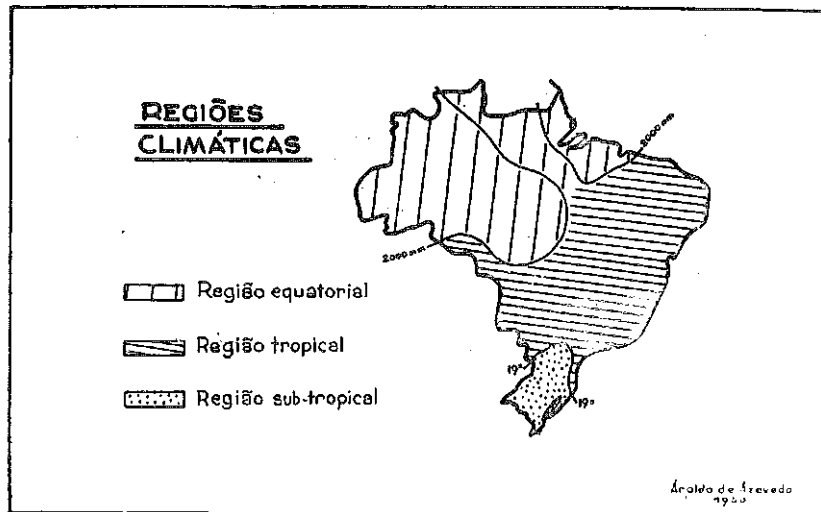 REGIÕES
CLIMÁTICAS
2000 mm
2000 mm
Região equatorial
Região tropical
19°
Região sub-tropical
19°
Aroldo de Azevedo